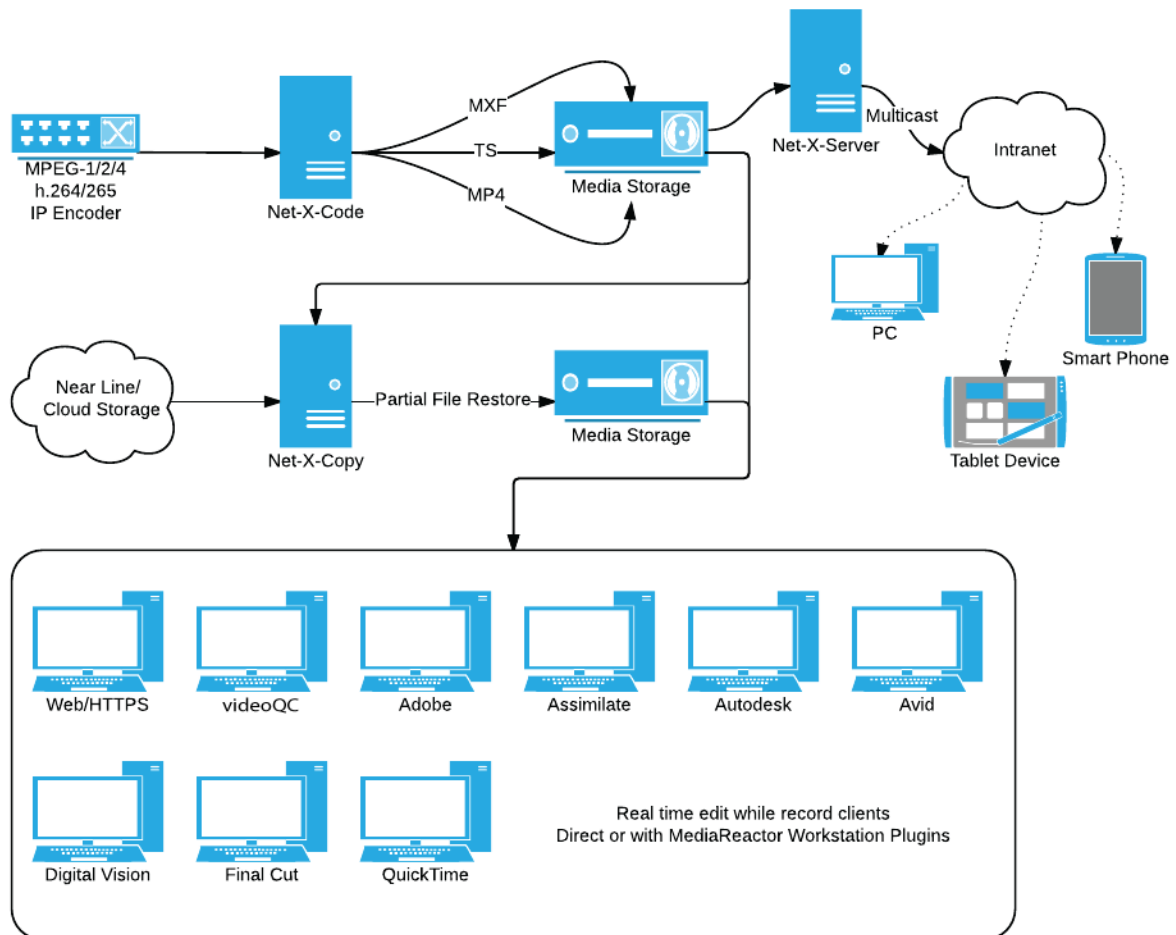 MPEG-1/2/4
h.264/265
IP Encoder
Net-X-Code
MXF
TS
MP4
Media Storage
Net-X-Server
Multicast
Intranet
PC
Smart Phone
Tablet Device
Near Line/
Cloud Storage
Net-X-Copy
Partial File Restore
Media Storage
Web/HTTPS
videoQC
Adobe
Assimilate
Autodesk
Avid
Digital Vision
Final Cut
QuickTime
Real time edit while record clients
Direct or with MediaReactor Workstation Plugins